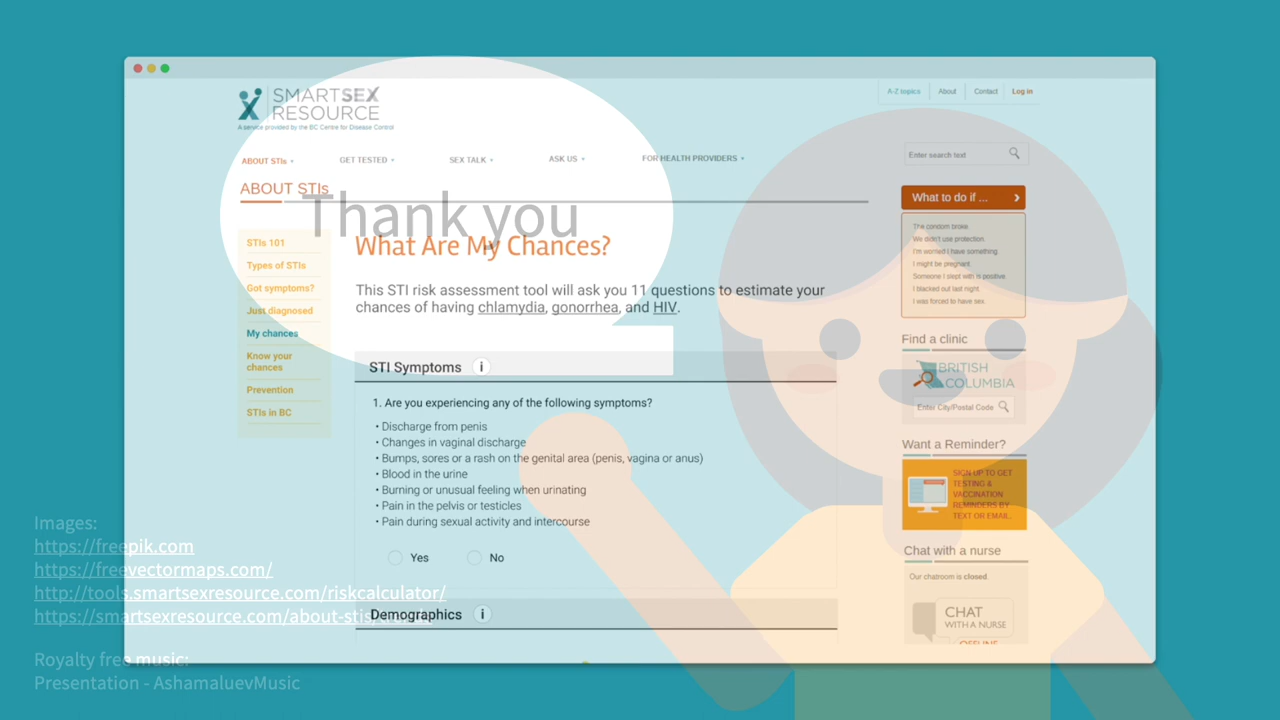 SMARTSEX
RESOURCE
A service provided by the BC Centre for Disease Control
A-Z topics
About
Contact
Log in
ABOUT STIs
GET TESTED
SEX TALK
ASK US
FOR HEALTH PROVIDERS
Enter search text
ABOUT STIs
Thank you
What Are My Chances?
This STI risk assessment tool will ask you 11 questions to estimate your
chances of having chlamydia, gonorrhea, and HIV.
STIs 101
Types of STIs
Got symptoms?
Just diagnosed
My chances
Know your
chances
Prevention
STIs in BC
STI Symptoms i
1. Are you experiencing any of the following symptoms?
• Discharge from penis
• Changes in vaginal discharge
• Bumps, sores or a rash on the genital area (penis, vagina or anus)
• Blood in the urine
• Burning or unusual feeling when urinating
• Pain in the pelvis or testicles
• Pain during sexual activity and intercourse
Yes
No
Demographics i
What to do if ...
The condom broke.
We didn't use protection.
I'm worried I have something.
I might be pregnant.
Someone I slept with is positive.
I blacked out last night.
I was forced to have sex.
Find a clinic
BRITISH
COLUMBIA
Enter City/Postal Code
Want a Reminder?
SIGN UP TO GET
TESTING &
VACCINATION
REMINDERS BY
TEXT OR EMAIL.
Chat with a nurse
Our chatroom is closed.
CHAT
WITH A NURSE
OFFLINE
Images:
https://freepik.com
https://freevectormaps.com/
http://tools.smartsexresource.com/riskcalculator/
https://smartsexresource.com/about-stis
Royalty free music:
Presentation - AshamaluevMusic